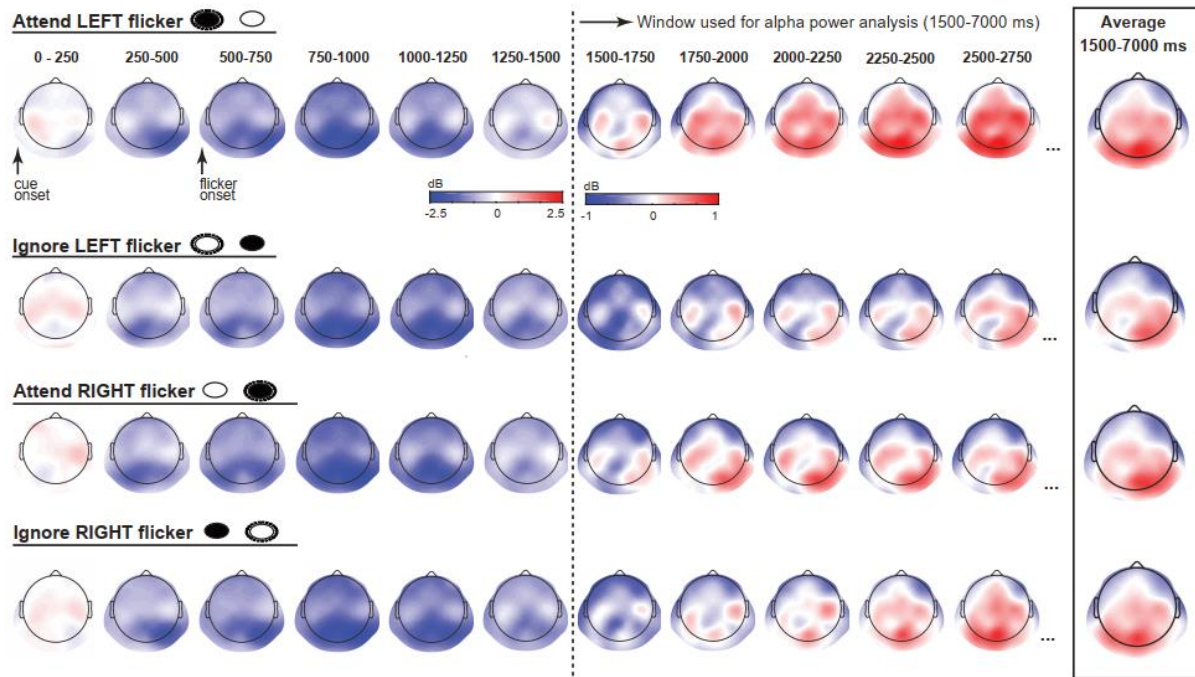 Attend LEFT flicker
Window used for alpha power analysis (1500-7000 ms)
Average
1500-7000 ms
0 - 250 250-500 500-750 750-1000 1000-1250 1250-1500 1500-1750 1750-2000 2000-2250 2250-2500 2500-2750
...
cue
onset
flicker
onset
dB
-2.5 0 2.5
dB
-1 0 1
Ignore LEFT flicker
...
Attend RIGHT flicker
...
Ignore RIGHT flicker
...